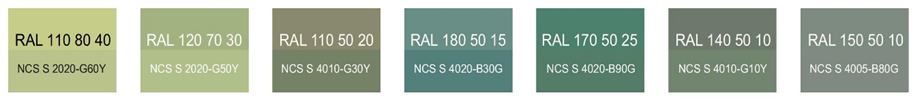 RAL 110 80 40
NCS S 2020-G60Y
RAL 120 70 30
NCS S 2020-G50Y
RAL 110 50 20
NCS S 4010-G30Y
RAL 180 50 15
NCS S 4020-B30G
RAL 170 50 25
NCS S 4020-B90G
RAL 140 50 10
NCS S 4010-G10Y
RAL 150 50 10
NCS S 4005-B80G